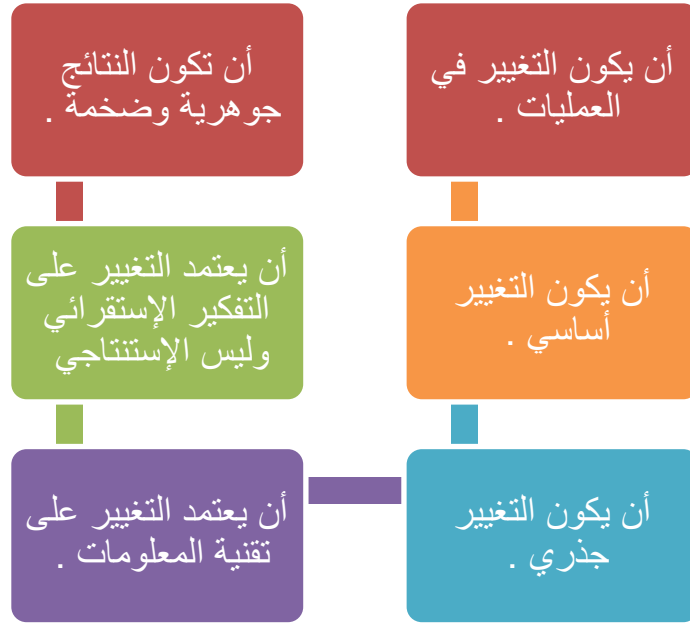 أن يكون التغيير في
العمليات .
أن يكون التغيير
أساسي .
أن يكون التغيير
جذري .
أن يعتمد التغيير على
تقنية المعلومات .
أن يعتمد التغيير على
التفكير الإستقرائي
وليس الإستنتاجي
أن تكون النتائج
جوهرية وضخمة .